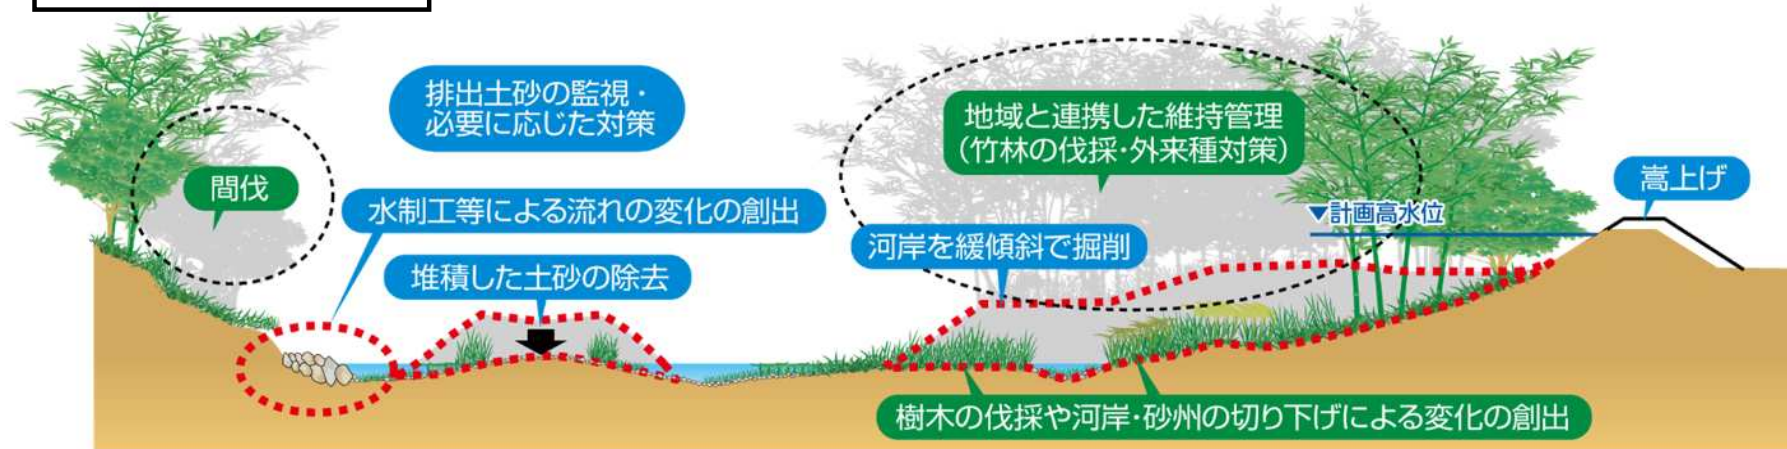 排出土砂の監視・
必要に応じた対策
地域と連携した維持管理
(竹林の伐採・外来種対策)
間伐
嵩上げ
水制工等による流れの変化の創出
▼計画高水位
河岸を緩傾斜で掘削
堆積した土砂の除去
樹木の伐採や河岸・砂州の切り下げによる変化の創出